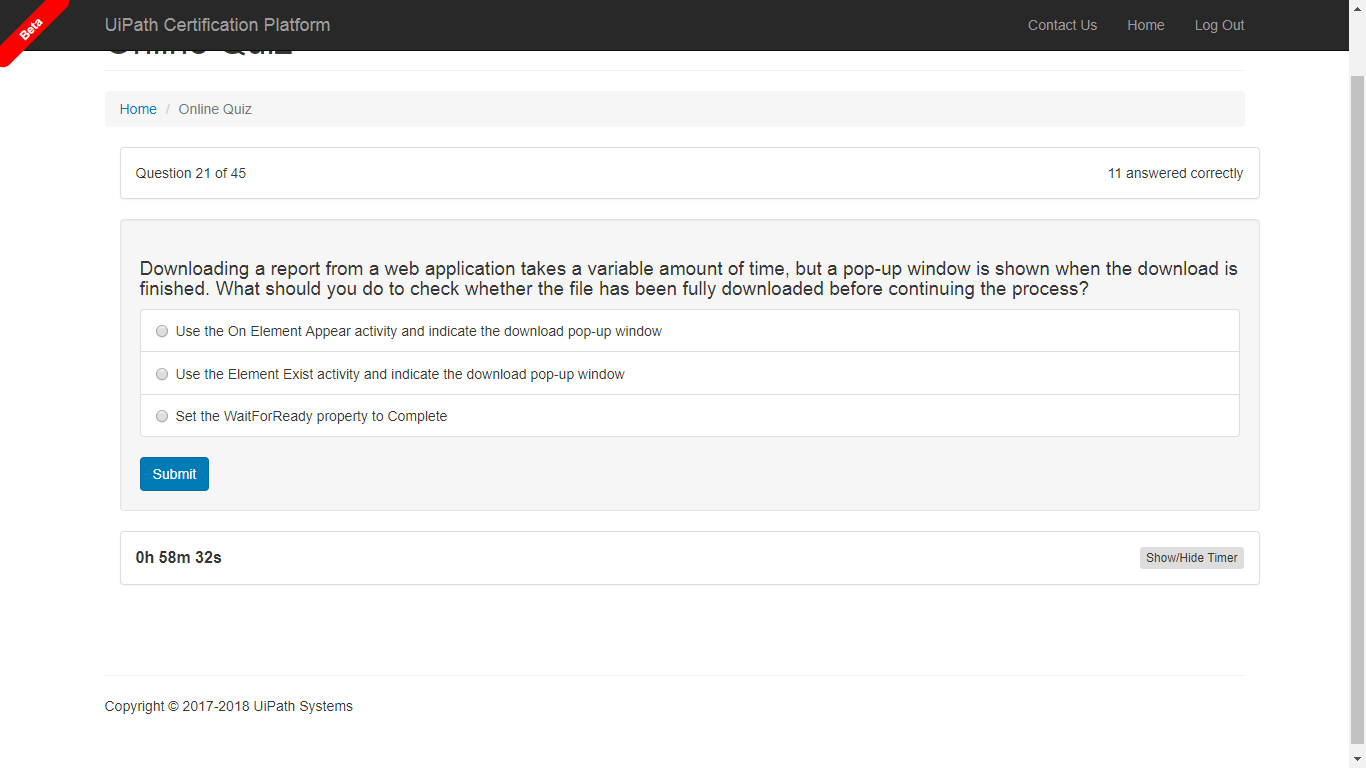 Beta
UiPath Certification Platform
Contact Us
Home
Log Out
Online Quiz
Home / Online Quiz
Question 21 of 45
11 answered correctly
Downloading a report from a web application takes a variable amount of time, but a pop-up window is shown when the download is
finished. What should you do to check whether the file has been fully downloaded before continuing the process?
Use the On Element Appear activity and indicate the download pop-up window
Use the Element Exist activity and indicate the download pop-up window
Set the WaitForReady property to Complete
Submit
0h 58m 32s
Show/Hide Timer
Copyright © 2017-2018 UiPath Systems